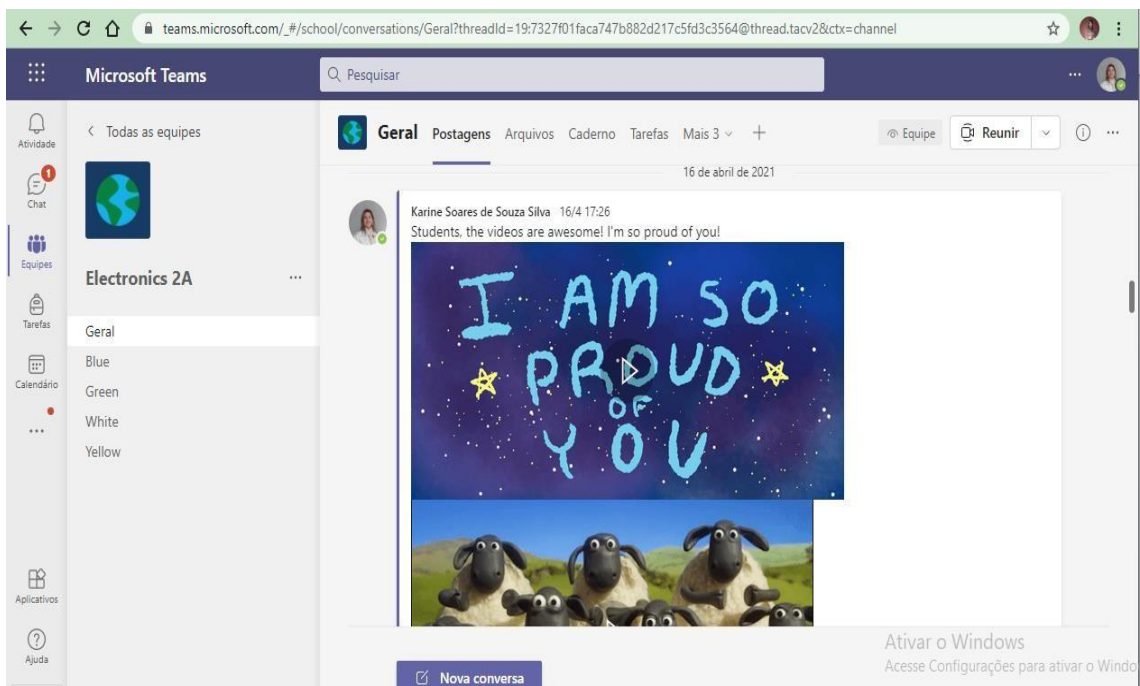 teams.microsoft.com/_#/school/conversations/Geral?threadId=19:7327f01faca747b882d217c5fd3c3564@thread.tacv2&ctx=channel
Microsoft Teams
Pesquisar
Atividade
Chat
1
Equipes
Tarefas
Calendário
Aplicativos
Ajuda
Todas as equipes
Electronics 2A
Geral
Blue
Green
White
Yellow
Geral Postagens Arquivos Caderno Tarefas Mais 3 Equipe Reunir
16 de abril de 2021
Karine Soares de Souza Silva 16/4 17:26
Students, the videos are awesome! I'm so proud of you!
I AM SO
PROUD
OF
YOU
Nova conversa
Ativar o Windows
Acesse Configurações para ativar o Windo